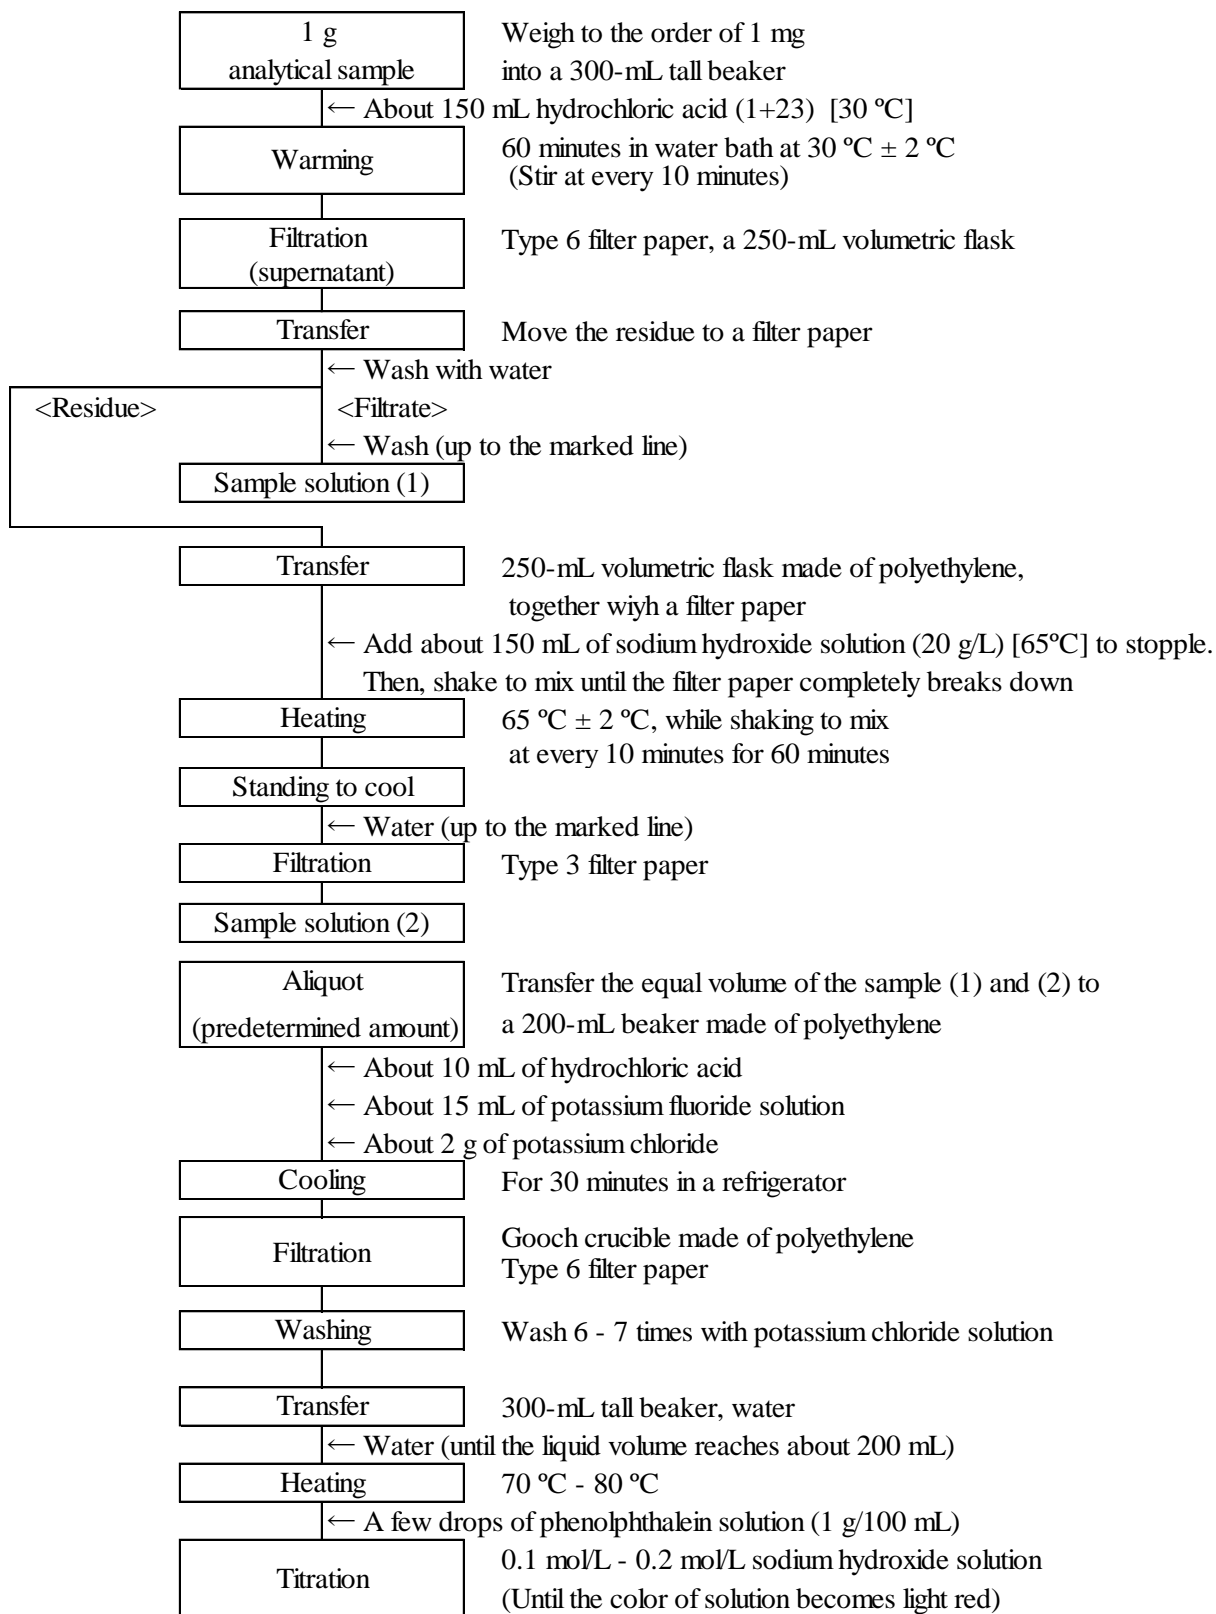 1 g
analytical sample
Weigh to the order of 1 mg
into a 300-mL tall beaker
← About 150 mL hydrochloric acid (1+23) [30 ºC]
Warming
60 minutes in water bath at 30 ºC ± 2 ºC
(Stir at every 10 minutes)
Filtration
(supernatant)
Type 6 filter paper, a 250-mL volumetric flask
Transfer
Move the residue to a filter paper
← Wash with water
<Residue>
<Filtrate>
← Wash (up to the marked line)
Sample solution (1)
Transfer
250-mL volumetric flask made of polyethylene,
together wiyh a filter paper
← Add about 150 mL of sodium hydroxide solution (20 g/L) [65ºC] to stopple.
Then, shake to mix until the filter paper completely breaks down
Heating
65 ºC ± 2 ºC, while shaking to mix
at every 10 minutes for 60 minutes
Standing to cool
← Water (up to the marked line)
Filtration
Type 3 filter paper
Sample solution (2)
Aliquot
(predetermined amount)
Transfer the equal volume of the sample (1) and (2) to
a 200-mL beaker made of polyethylene
← About 10 mL of hydrochloric acid
← About 15 mL of potassium fluoride solution
← About 2 g of potassium chloride
Cooling
For 30 minutes in a refrigerator
Filtration
Gooch crucible made of polyethylene
Type 6 filter paper
Washing
Wash 6 - 7 times with potassium chloride solution
Transfer
300-mL tall beaker, water
← Water (until the liquid volume reaches about 200 mL)
Heating
70 ºC - 80 ºC
← A few drops of phenolphthalein solution (1 g/100 mL)
Titration
0.1 mol/L - 0.2 mol/L sodium hydroxide solution
(Until the color of solution becomes light red)